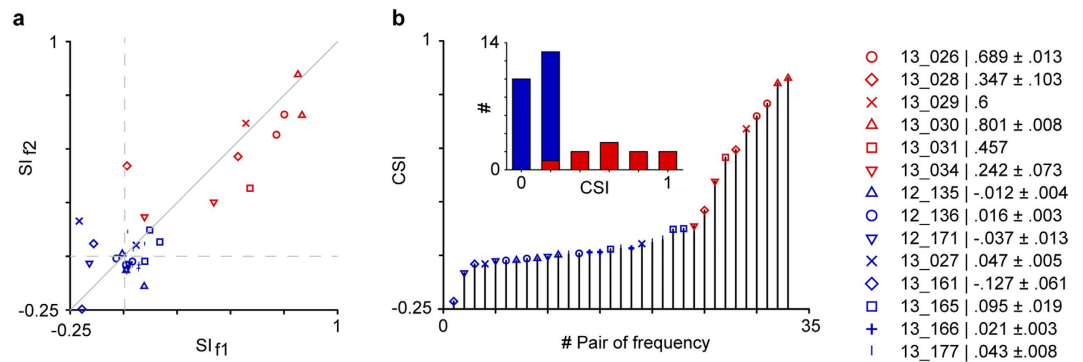 a
1
SI f2
-0.25
-0.25
SI f1
1
b
1
CSI
-0.25
0
# Pair of frequency
35
14
#
0
CSI
1
13_026 | .689 ± .013
13_028 | .347 ± .103
13_029 | .6
13_030 | .801 ± .008
13_031 | .457
13_034 | .242 ± .073
12_135 | -.012 ± .004
12_136 | .016 ± .003
12_171 | -.037 ± .013
13_027 | .047 ± .005
13_161 | -.127 ± .061
13_165 | .095 ± .019
13_166 | .021 ±.003
13_177 | .043 ± .008